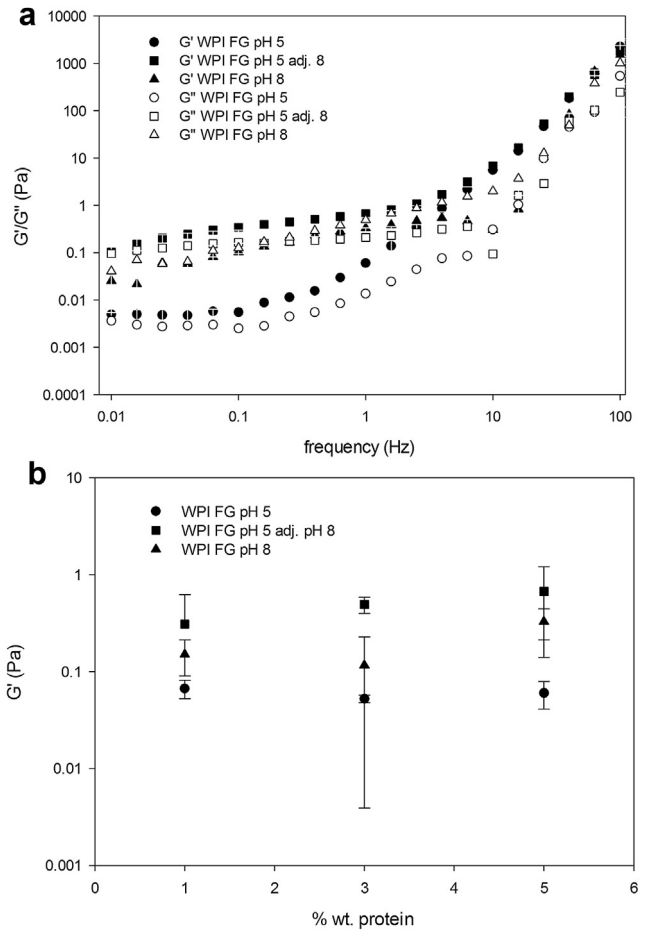 a
10000
1000
100
10
1
0.1
0.01
0.001
0.0001
G'/G" (Pa)
G' WPI FG pH 5
G' WPI FG pH 5 adj. 8
G' WPI FG pH 8
G" WPI FG pH 5
G" WPI FG pH 5 adj. 8
G" WPI FG pH 8
0.01 0.1 1 10 100
frequency (Hz)
b
10
1
0.1
0.01
0.001
G' (Pa)
WPI FG pH 5
WPI FG pH 5 adj. pH 8
WPI FG pH 8
0 1 2 3 4 5 6
% wt. protein